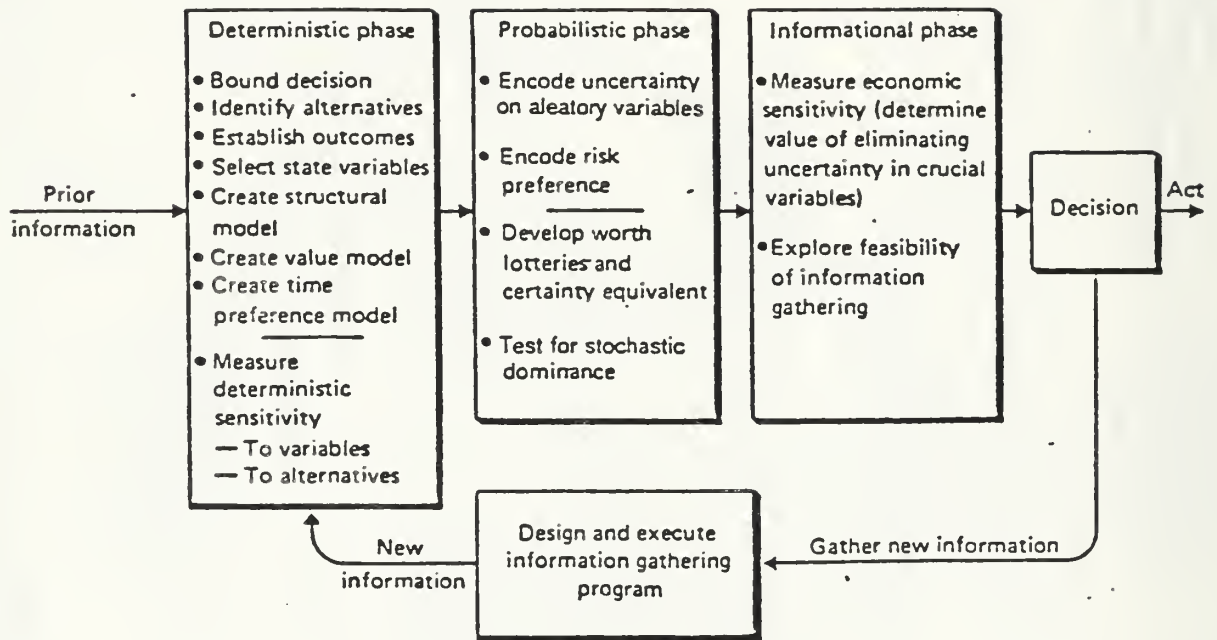 Prior
information
Deterministic phase
• Bound decision
• Identify alternatives
• Establish outcomes
• Select state variables
• Create structural
model
• Create value model
• Create time
preference model
• Measure
deterministic
sensitivity
— To variables
— To alternatives
Probabilistic phase
• Encode uncertainty
on aleatory variables
• Encode risk
preference
• Develop worth
lotteries and
certainty equivalent
• Test for stochastic
dominance
Informational phase
• Measure economic
sensitivity (determine
value of eliminating
uncertainty in crucial
variables)
• Explore feasibility
of information
gathering
Decision
Act
Gather new information
Design and execute
information gathering
program
New
information